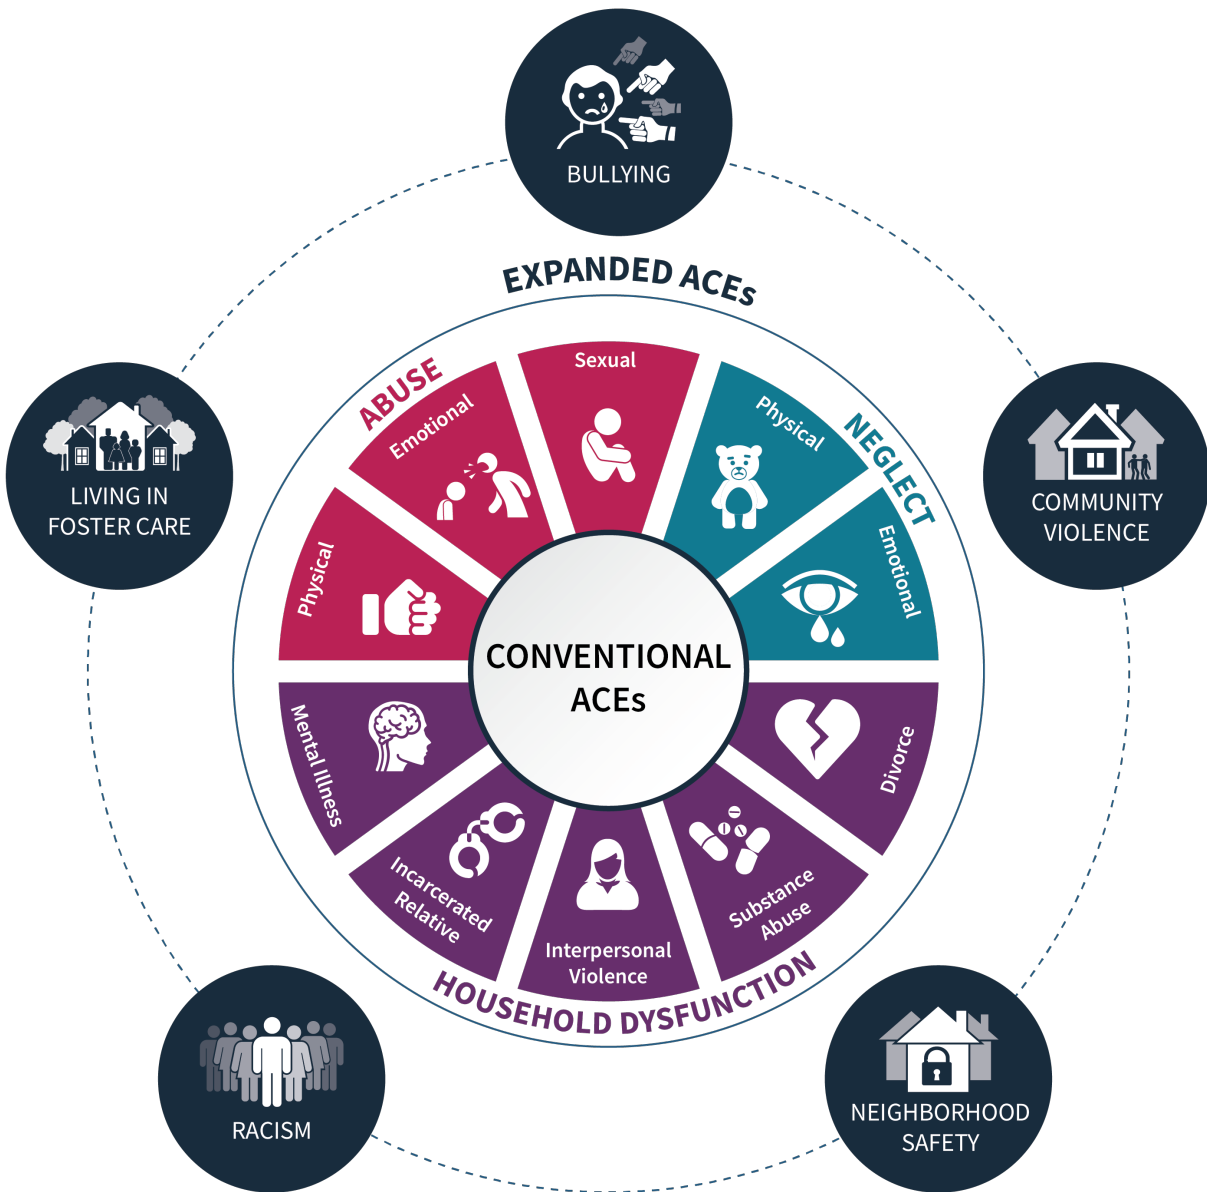 BULLYING
EXPANDED ACEs
LIVING IN
FOSTER CARE
COMMUNITY
VIOLENCE
ABUSE
Physical
Emotional
Sexual
NEGLECT
Physical
Emotional
CONVENTIONAL
ACEs
Divorce
Substance
Abuse
Interpersonal
Violence
Incarcerated
Relative
Mental Illness
HOUSEHOLD DYSFUNCTION
RACISM
NEIGHBORHOOD
SAFETY